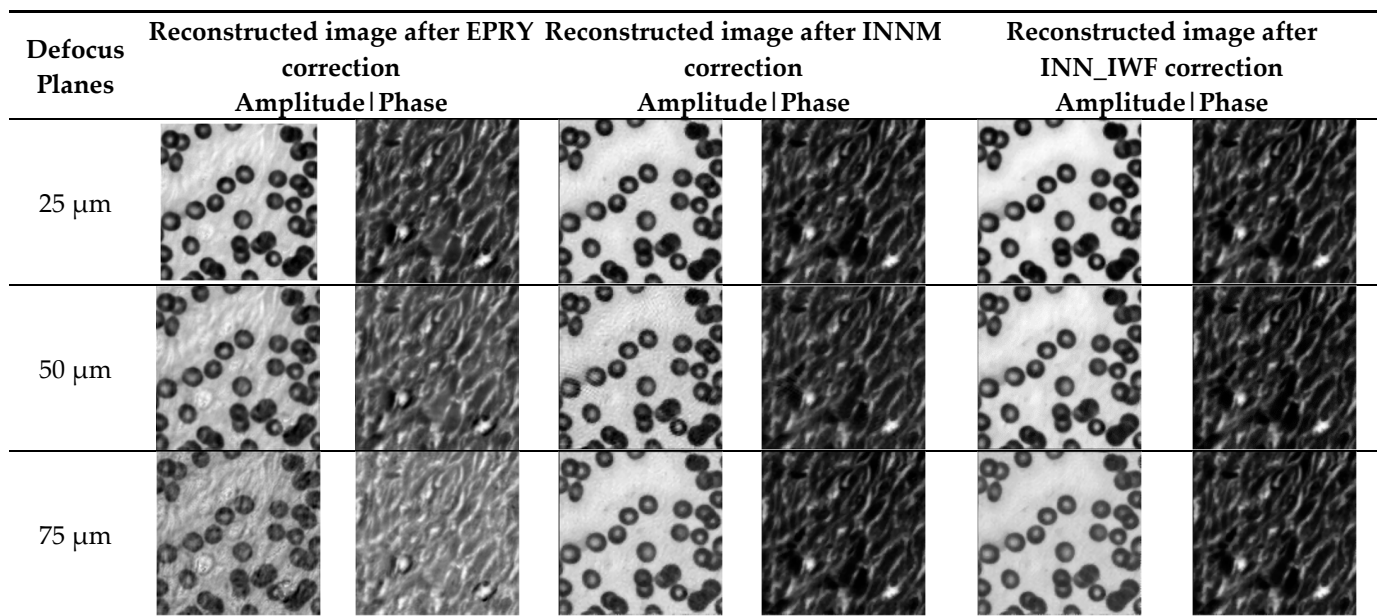 Defocus Planes
Reconstructed image after EPRY correction
Amplitude|Phase
Reconstructed image after INNM correction
Amplitude|Phase
Reconstructed image after INN_IWF correction
Amplitude|Phase
25 μm
50 μm
75 μm